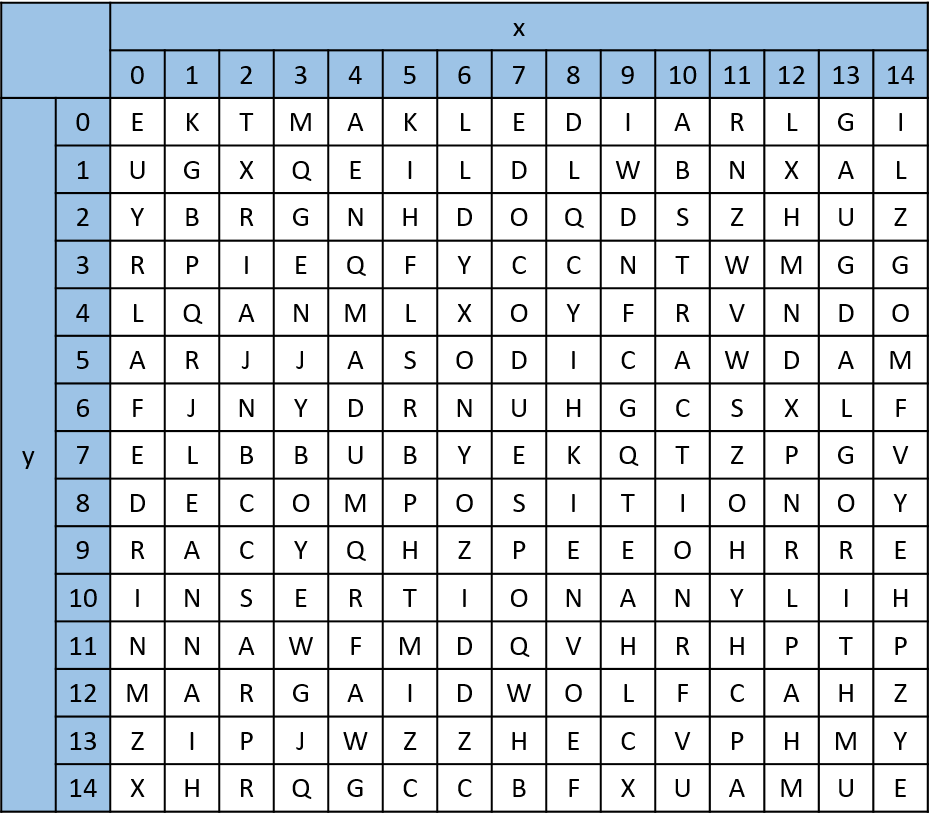 x
0 1 2 3 4 5 6 7 8 9 10 11 12 13 14
0 E K T M A K L E D I A R L G I
1 U G X Q E I L D L W B N X A L
2 Y B R G N H D O Q D S Z H U Z
3 R P I E Q F Y C C N T W M G G
4 L Q A N M L X O Y F R V N D O
5 A R J J A S O D I C A W D A M
6 F J N Y D R N U H G C S X L F
y 7 E L B B U B Y E K Q T Z P G V
8 D E C O M P O S I T I O N O Y
9 R A C Y Q H Z P E E O H R R E
10 I N S E R T I O N A N Y L I H
11 N N A W F M D Q V H R H P T P
12 M A R G A I D W O L F C A H Z
13 Z I P J W Z Z H E C V P H M Y
14 X H R Q G C C B F X U A M U E